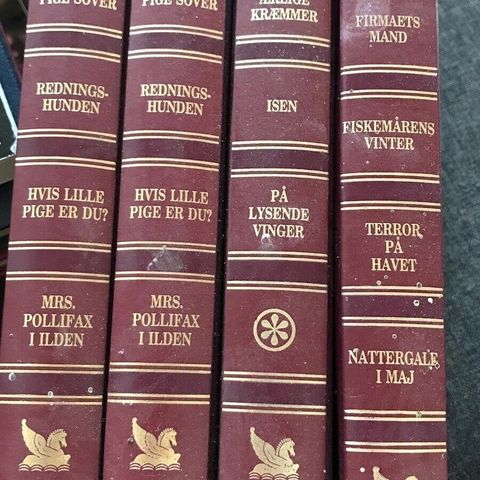 PIGE SOVER
REDNINGS-
HUNDEN
HVIS LILLE
PIGE ER DU?
MRS.
POLLIFAX
I ILDEN
PIGE SOVER
REDNINGS-
HUNDEN
HVIS LILLE
PIGE ER DU?
MRS.
POLLIFAX
I ILDEN
ÆRLIGE
KRÆMMER
ISEN
PÅ
LYSENDE
VINGER
FIRMAETS
MAND
FISKEMÅRENS
VINTER
TERROR
PÅ
HAVET
NATTERGALE
I MAJ